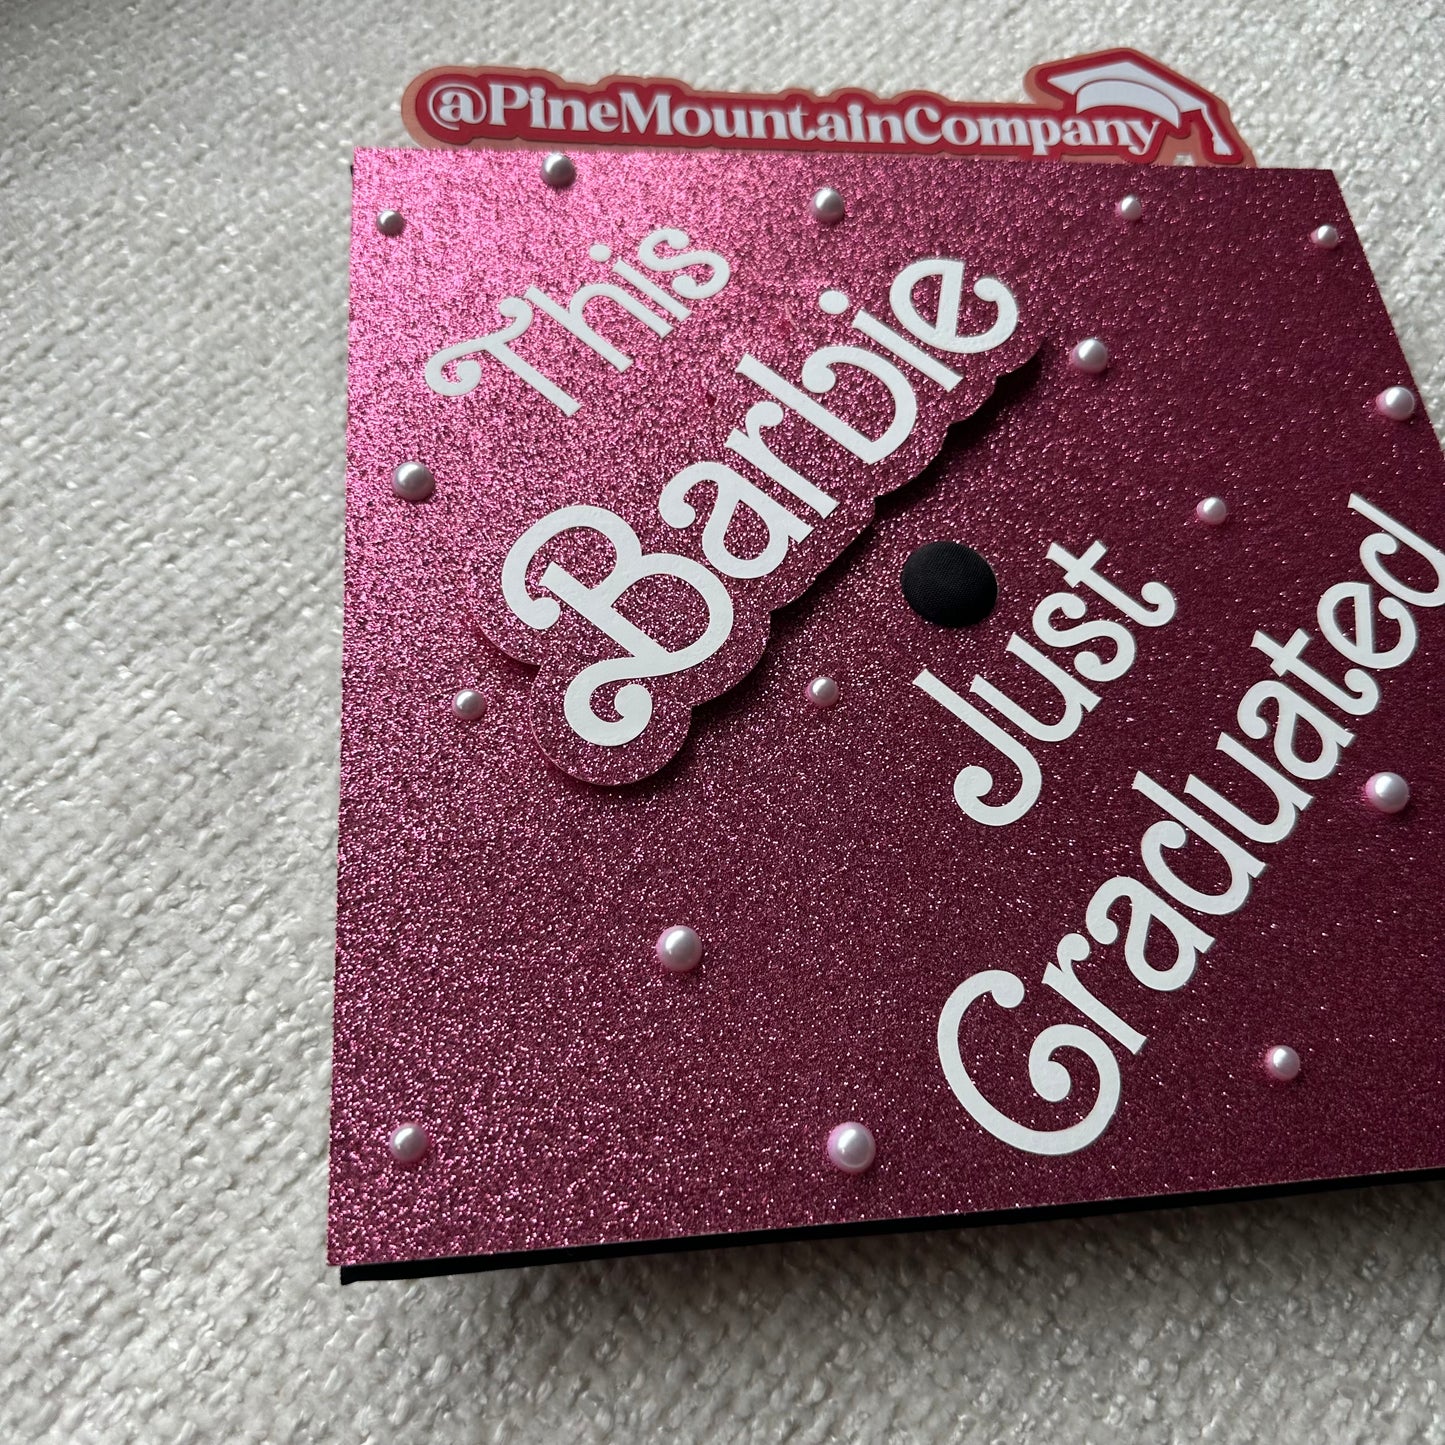 @PineMountainCompany
This
Barbie
Just
Graduated